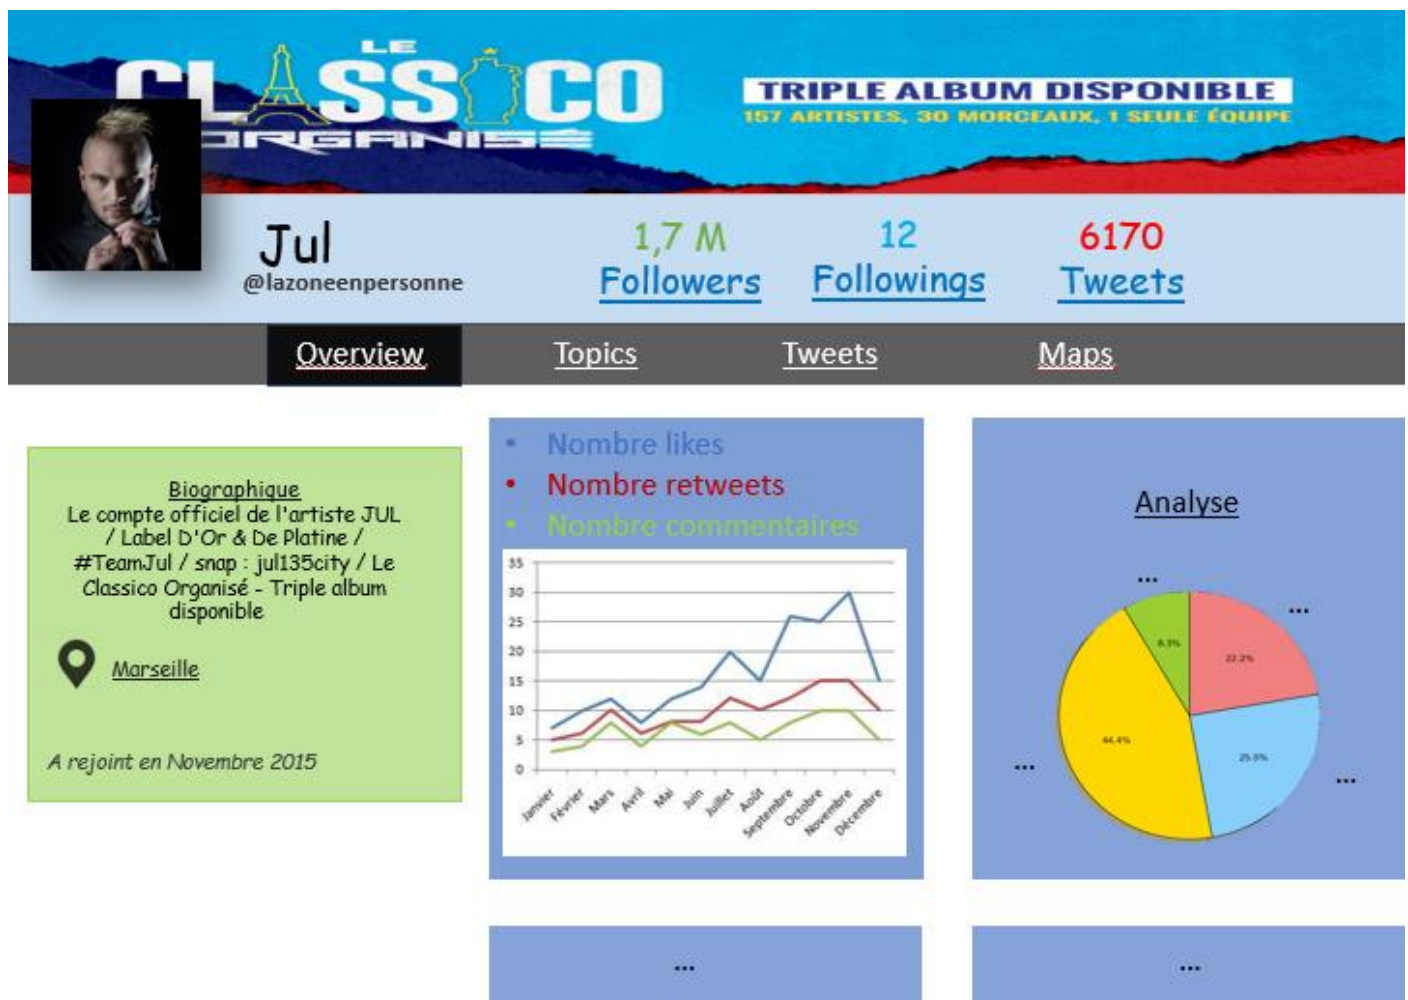 LE
CLASSICO
ORGANISÉ
TRIPLE ALBUM DISPONIBLE
157 ARTISTES, 30 MORCEAUX, 1 SEULE ÉQUIPE
Jul
@lazoneenpersonne
1,7 M
Followers
12
Followings
6170
Tweets
Overview
Topics
Tweets
Maps
Biographique
Le compte officiel de l'artiste JUL
/ Label D'Or & De Platine /
#TeamJul / snap : jul135city / Le
Classico Organisé - Triple album
disponible
Marseille
A rejoint en Novembre 2015
• Nombre likes
• Nombre retweets
• Nombre commentaires
35
30
25
20
15
10
5
0
Janvier
Février
Mars
Avril
Mai
Juin
Juillet
Août
Septembre
Octobre
Novembre
Décembre
Analyse
...
...
8.3%
22.2%
44.4%
25.0%
...
...
...
...